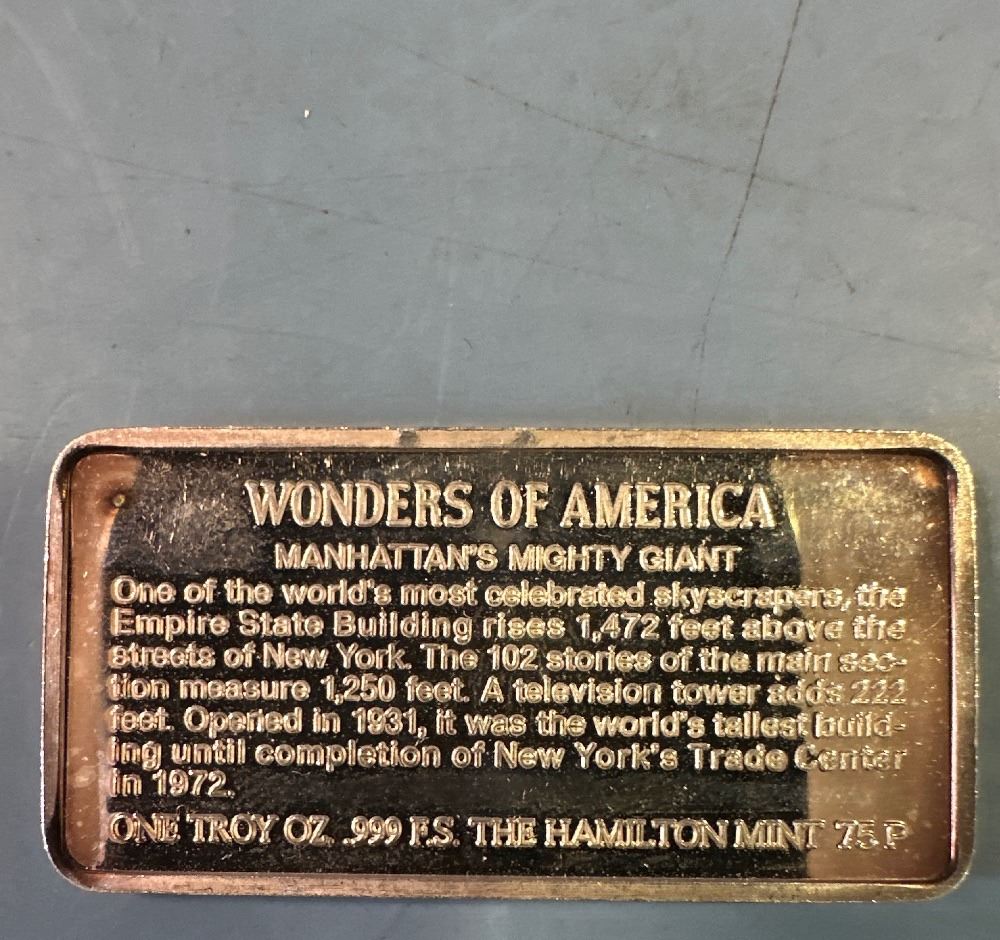 WONDERS OF AMERICA
MANHATTAN'S MIGHTY GIANT
One of the world's most celebrated skyscrapers, the
Empire State Building rises 1,472 feet above the
streets of New York. The 102 stories of the main sec-
tion measure 1,250 feet. A television tower adds 222
feet. Opened in 1931, it was the world's tallest build-
ing until completion of New York's Trade Center
in 1972.
ONE TROY OZ. .999 F.S. THE HAMILTON MINT 75 P